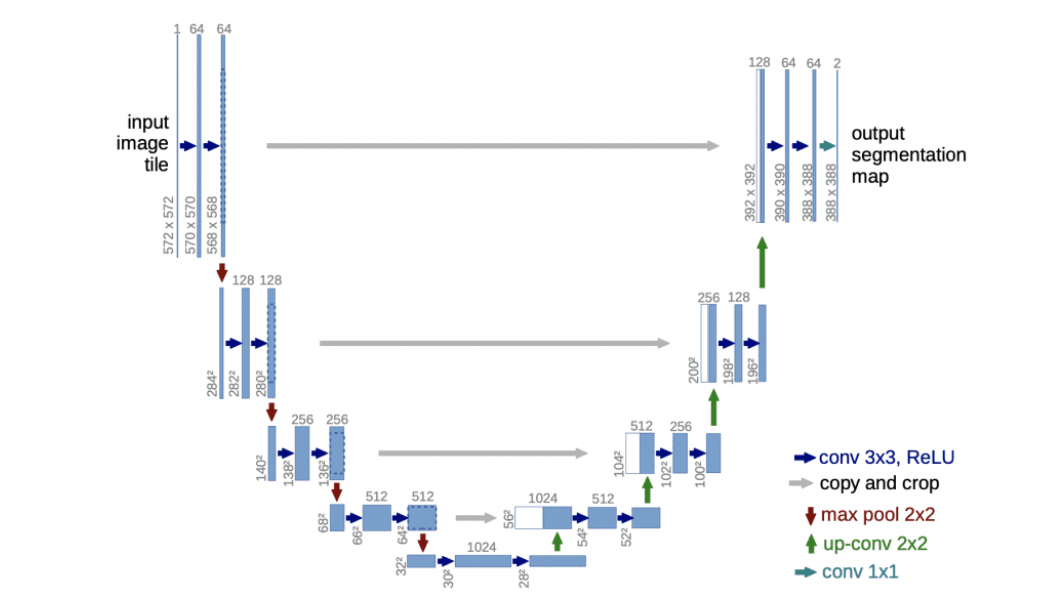 1 64 64
128 64 64 2
input
image
tile
output
segmentation
map
572 x 572
570 x 570
568 x 568
392 x 392
390 x 390
388 x 388
388 x 388
128 128
256 128
284²
282²
280²
200²
198²
196²
256 256
512 256
140²
138²
136²
104²
102²
100²
512 512
1024 512
68²
66²
64²
56²
54²
52²
1024
32²
30²
28²
conv 3x3, ReLU
copy and crop
max pool 2x2
up-conv 2x2
conv 1x1